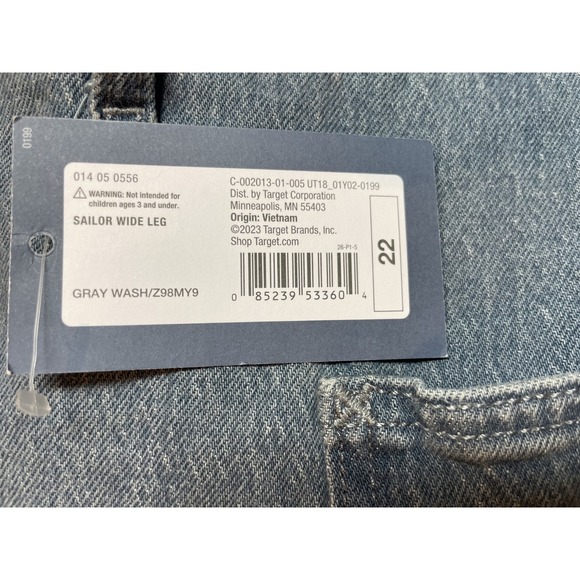 0199
014 05 0556
⚠ WARNING: Not intended for
children ages 3 and under.
SAILOR WIDE LEG
GRAY WASH/Z98MY9
C-002013-01-005 UT18_01Y02-0199
Dist. by Target Corporation
Minneapolis, MN 55403
Origin: Vietnam
©2023 Target Brands, Inc.
Shop Target.com
26-P1-5
0 85239 53360 4
22